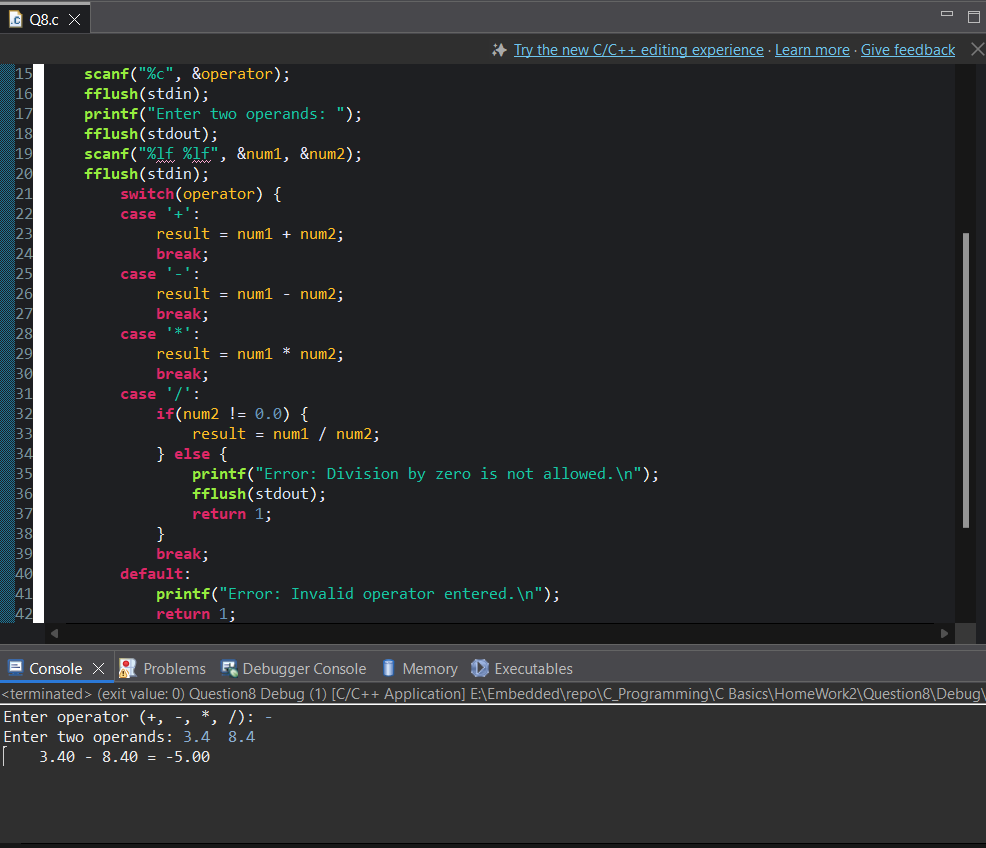 Q8.c
Try the new C/C++ editing experience · Learn more · Give feedback
15 scanf("%c", &operator);
16 fflush(stdin);
17 printf("Enter two operands: ");
18 fflush(stdout);
19 scanf("%lf %lf", &num1, &num2);
20 fflush(stdin);
21 switch(operator) {
22 case '+':
23 result = num1 + num2;
24 break;
25 case '-':
26 result = num1 - num2;
27 break;
28 case '*':
29 result = num1 * num2;
30 break;
31 case '/':
32 if(num2 != 0.0) {
33 result = num1 / num2;
34 } else {
35 printf("Error: Division by zero is not allowed.\n");
36 fflush(stdout);
37 return 1;
38 }
39 break;
40 default:
41 printf("Error: Invalid operator entered.\n");
42 return 1;
Console Problems Debugger Console Memory Executables
<terminated> (exit value: 0) Question8 Debug (1) [C/C++ Application] E:\Embedded\repo\C_Programming\C Basics\HomeWork2\Question8\Debug\
Enter operator (+, -, *, /): -
Enter two operands: 3.4 8.4
3.40 - 8.40 = -5.00